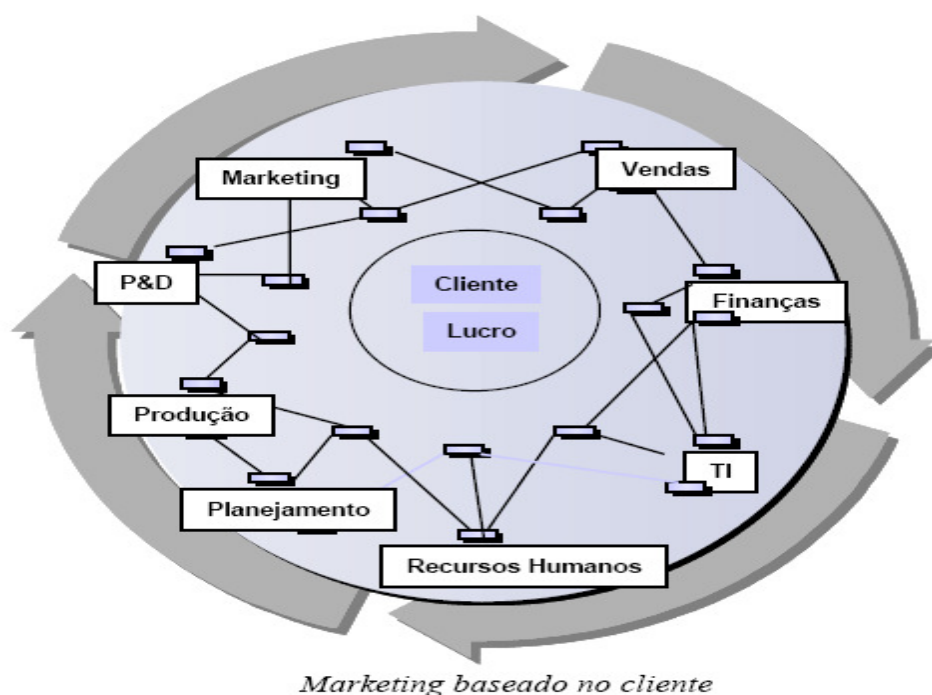 Marketing
Vendas
P&D
Cliente
Finanças
Lucro
Produção
TI
Planejamento
Recursos Humanos
Marketing baseado no cliente